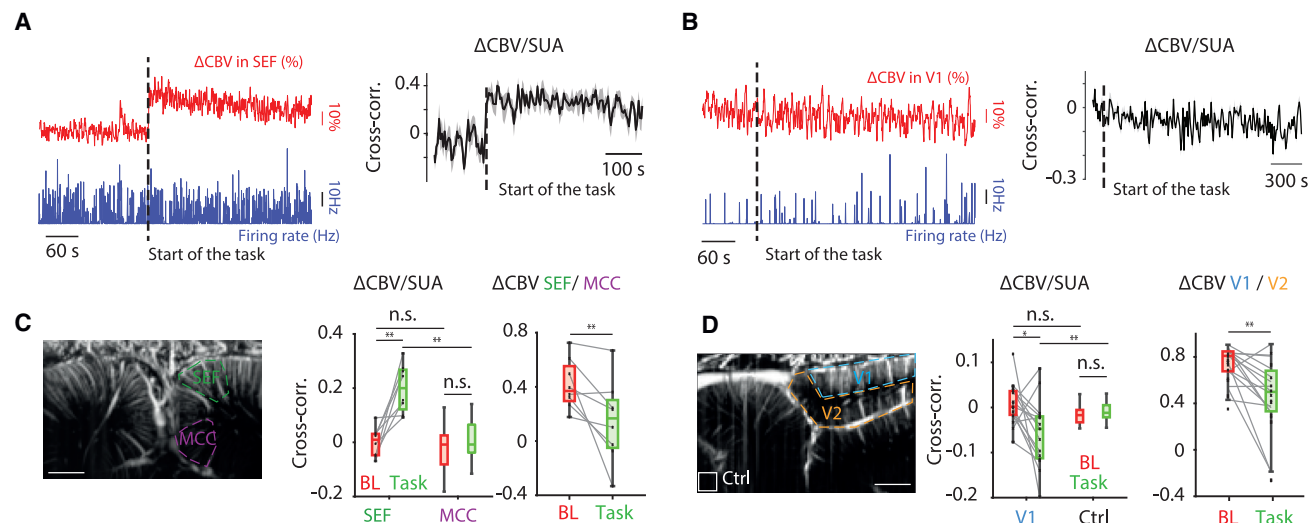 A
ΔCBV in SEF (%)
10%
10Hz
Firing rate (Hz)
60 s
Start of the task
ΔCBV/SUA
Cross-corr.
0.4
0
100 s
Start of the task
B
ΔCBV in V1 (%)
10%
10Hz
Firing rate (Hz)
60 s
Start of the task
ΔCBV/SUA
Cross-corr.
0
-0.3
300 s
Start of the task
C
SEF
MCC
ΔCBV/SUA
n.s.
**
**
n.s.
Cross-corr.
0.4
0.2
0
-0.2
BL Task
SEF MCC
ΔCBV SEF/ MCC
**
0.8
0.4
0
-0.4
BL Task
D
V1
V2
Ctrl
ΔCBV/SUA
n.s.
*
**
n.s.
Cross-corr.
0.1
0
-0.1
-0.2
BL
Task
V1 Ctrl
ΔCBV V1 / V2
**
0.8
0.4
0
-0.4
BL Task